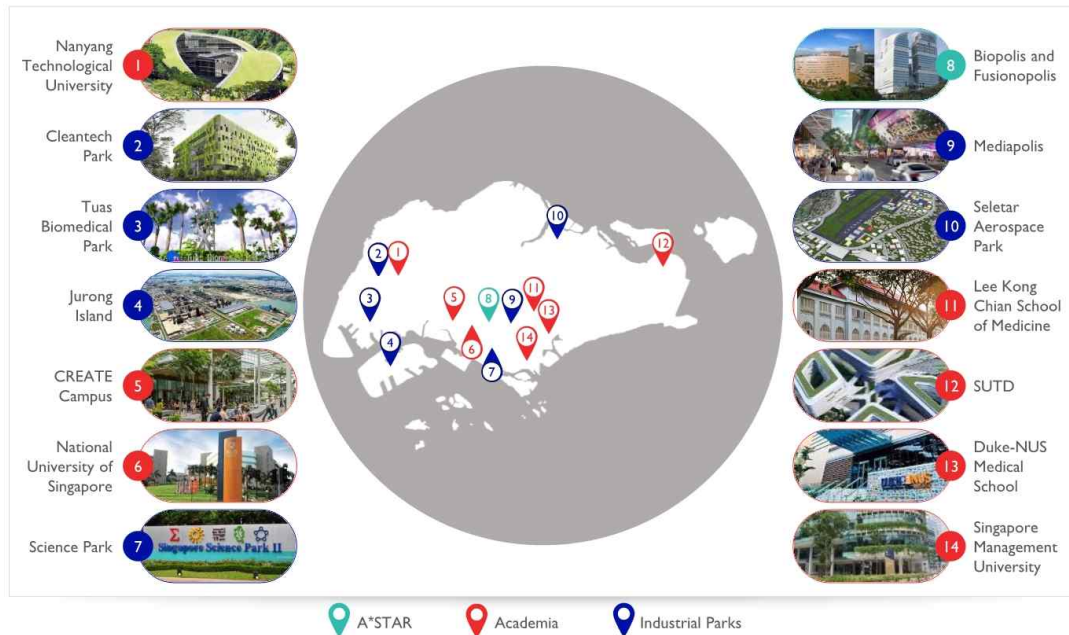 Nanyang
Technological
University
1
Cleantech
Park
2
Tuas
Biomedical
Park
3
Jurong
Island
4
CREATE
Campus
5
National
University of
Singapore
6
Science Park
7
Singapore Science Park II
10
12
2
1
3
5
8
9
11
13
4
6
14
7
8
Biopolis and
Fusionopolis
9
Mediapolis
10
Seletar
Aerospace
Park
11
Lee Kong
Chian School
of Medicine
12
SUTD
DUKE NUS
13
Duke-NUS
Medical
School
14
Singapore
Management
University
A*STAR
Academia
Industrial Parks